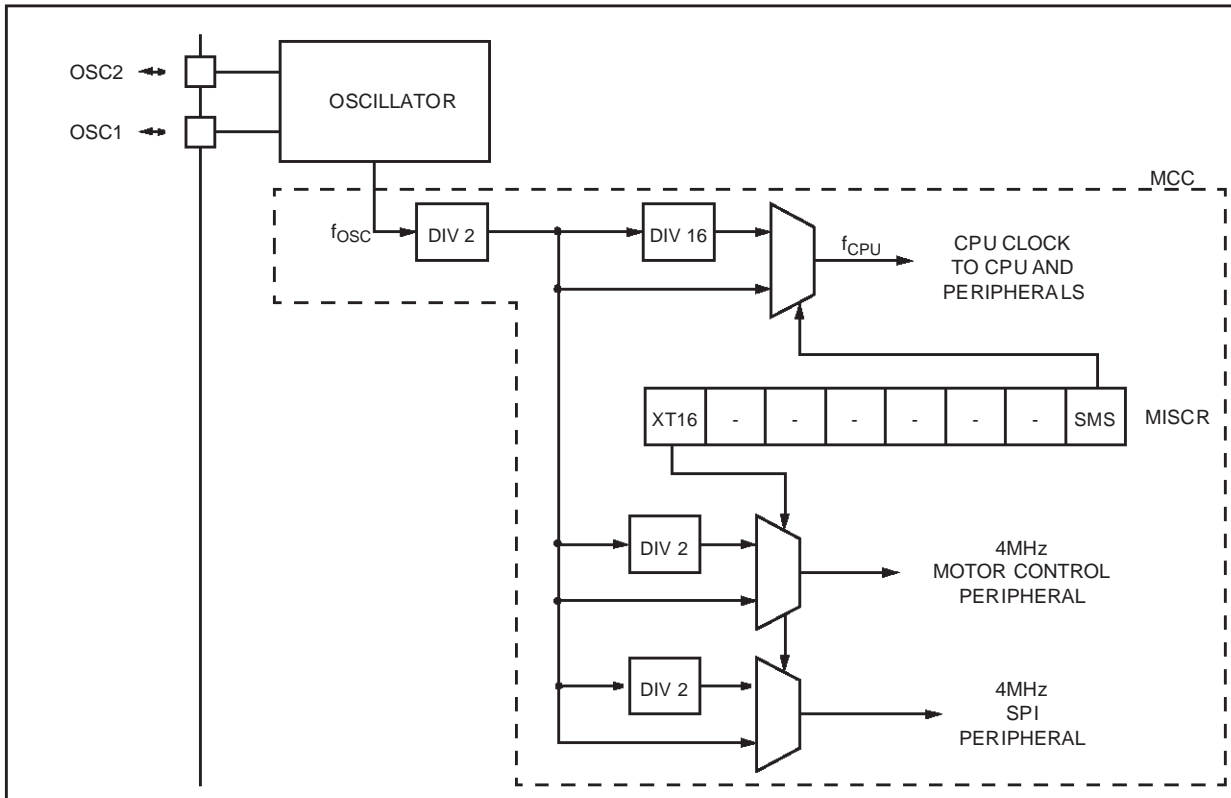 OSC2
OSC1
OSCILLATOR
MCC
fOSC
DIV 2
DIV 16
fCPU
CPU CLOCK
TO CPU AND
PERIPHERALS
XT16 - - - - - - SMS
MISCR
DIV 2
4MHz
MOTOR CONTROL
PERIPHERAL
DIV 2
4MHz
SPI
PERIPHERAL